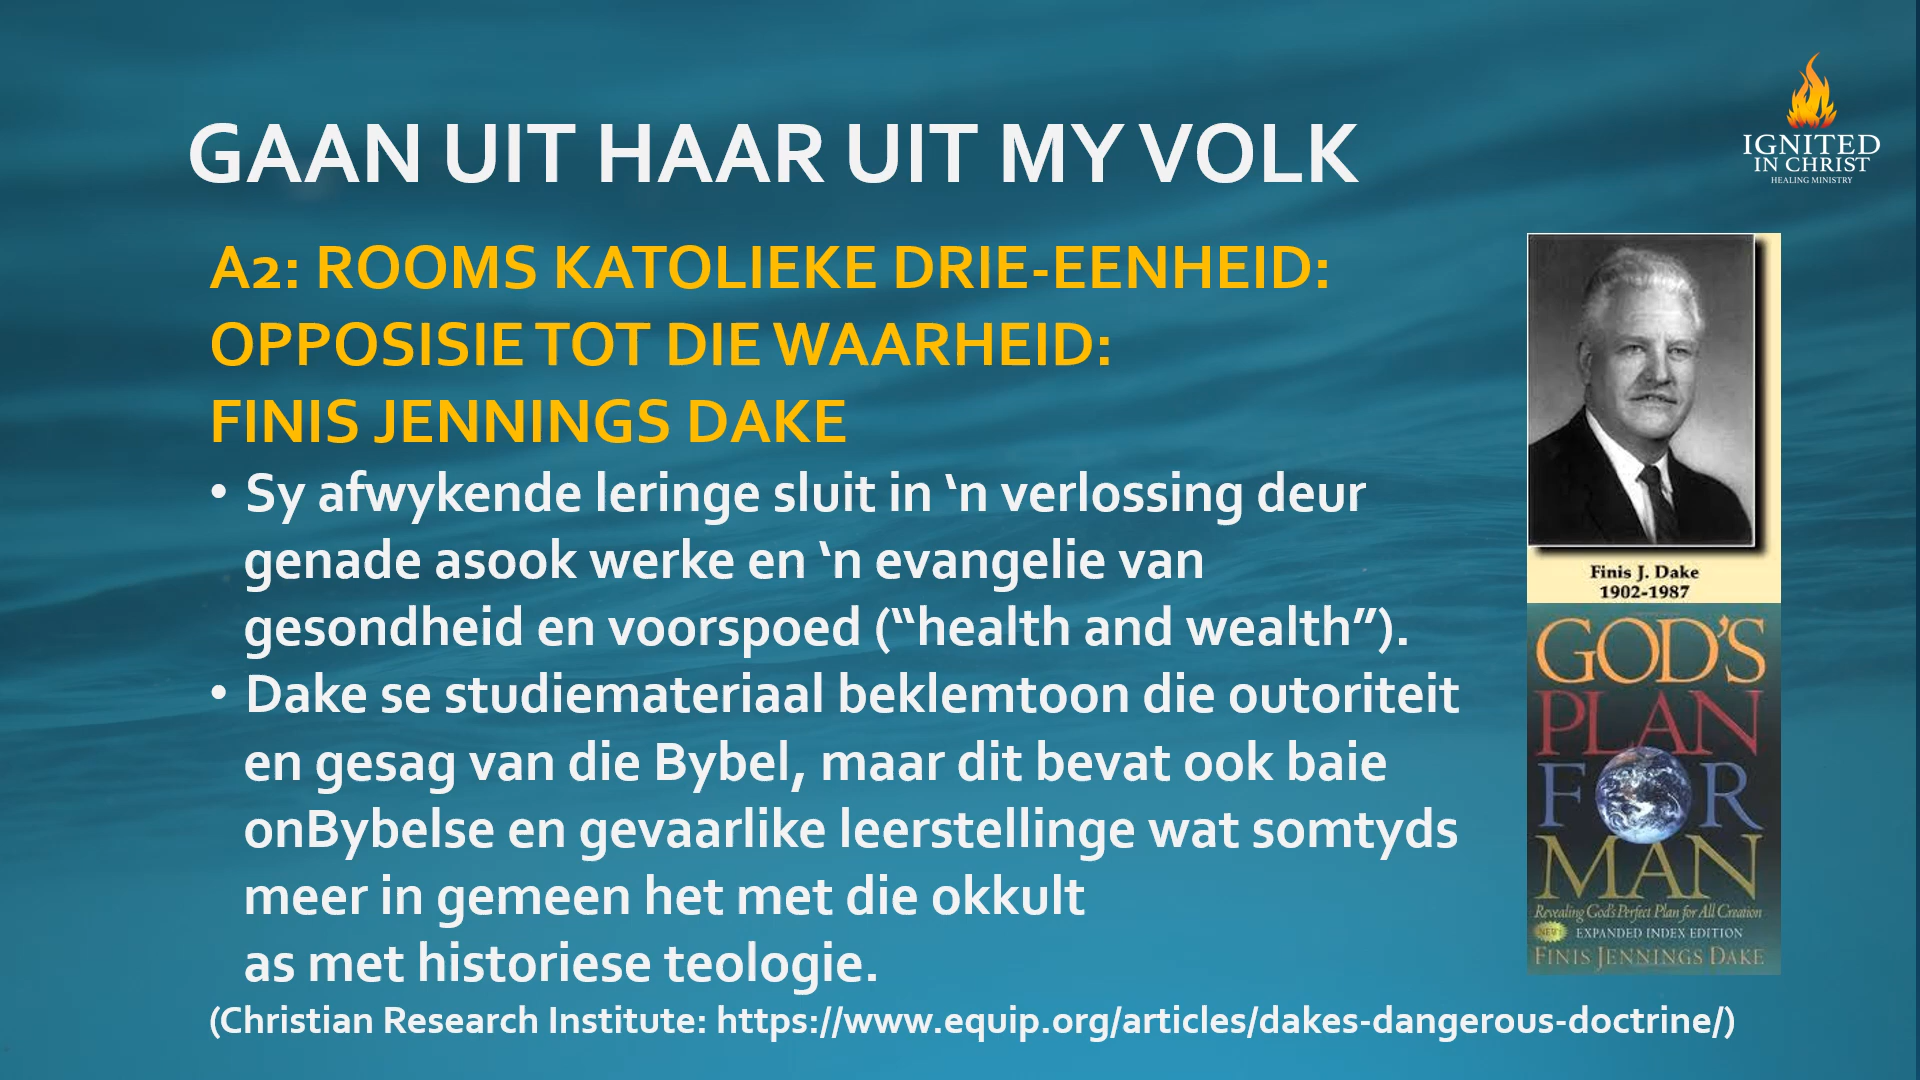 GAAN UIT HAAR UIT MY VOLK
IGNITED
IN CHRIST
HEALING MINISTRY
A2: ROOMS KATOLIEKE DRIE-EENHEID:
OPPOSISIE TOT DIE WAARHEID:
FINIS JENNINGS DAKE
• Sy afwykende leringe sluit in ‘n verlossing deur
genade asook werke en ‘n evangelie van
gesondheid en voorspoed (“health and wealth”).
• Dake se studiemateriaal beklemtoon die outoriteit
en gesag van die Bybel, maar dit bevat ook baie
onBybelse en gevaarlike leerstellinge wat somtyds
meer in gemeen het met die okkult
as met historiese teologie.
(Christian Research Institute: https://www.equip.org/articles/dakes-dangerous-doctrine/)
Finis J. Dake
1902-1987
GOD'S
PLAN
FOR
MAN
Revealing God's Perfect Plan for All Creation
NEW! EXPANDED INDEX EDITION
FINIS JENNINGS DAKE